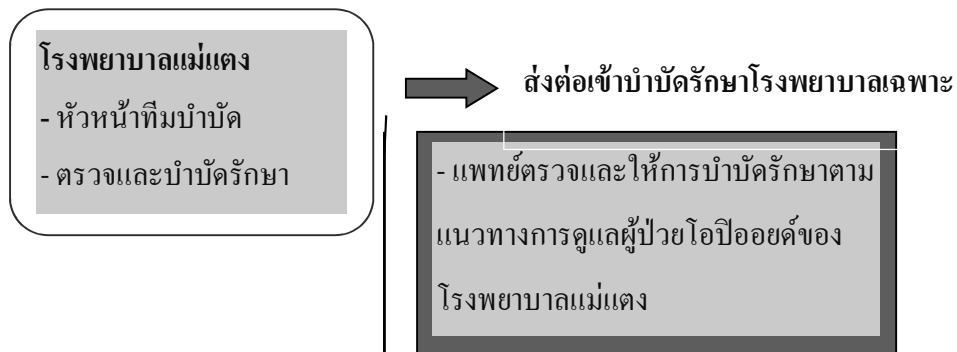 โรงพยาบาลแม่แตง
- หัวหน้าทีมบำบัด
- ตรวจและบำบัดรักษา
ส่งต่อเข้าบำบัดรักษาโรงพยาบาลเฉพาะ
- แพทย์ตรวจและให้การบำบัดรักษาตาม
แนวทางการดูแลผู้ป่วยโอปิออยด์ของ
โรงพยาบาลแม่แตง